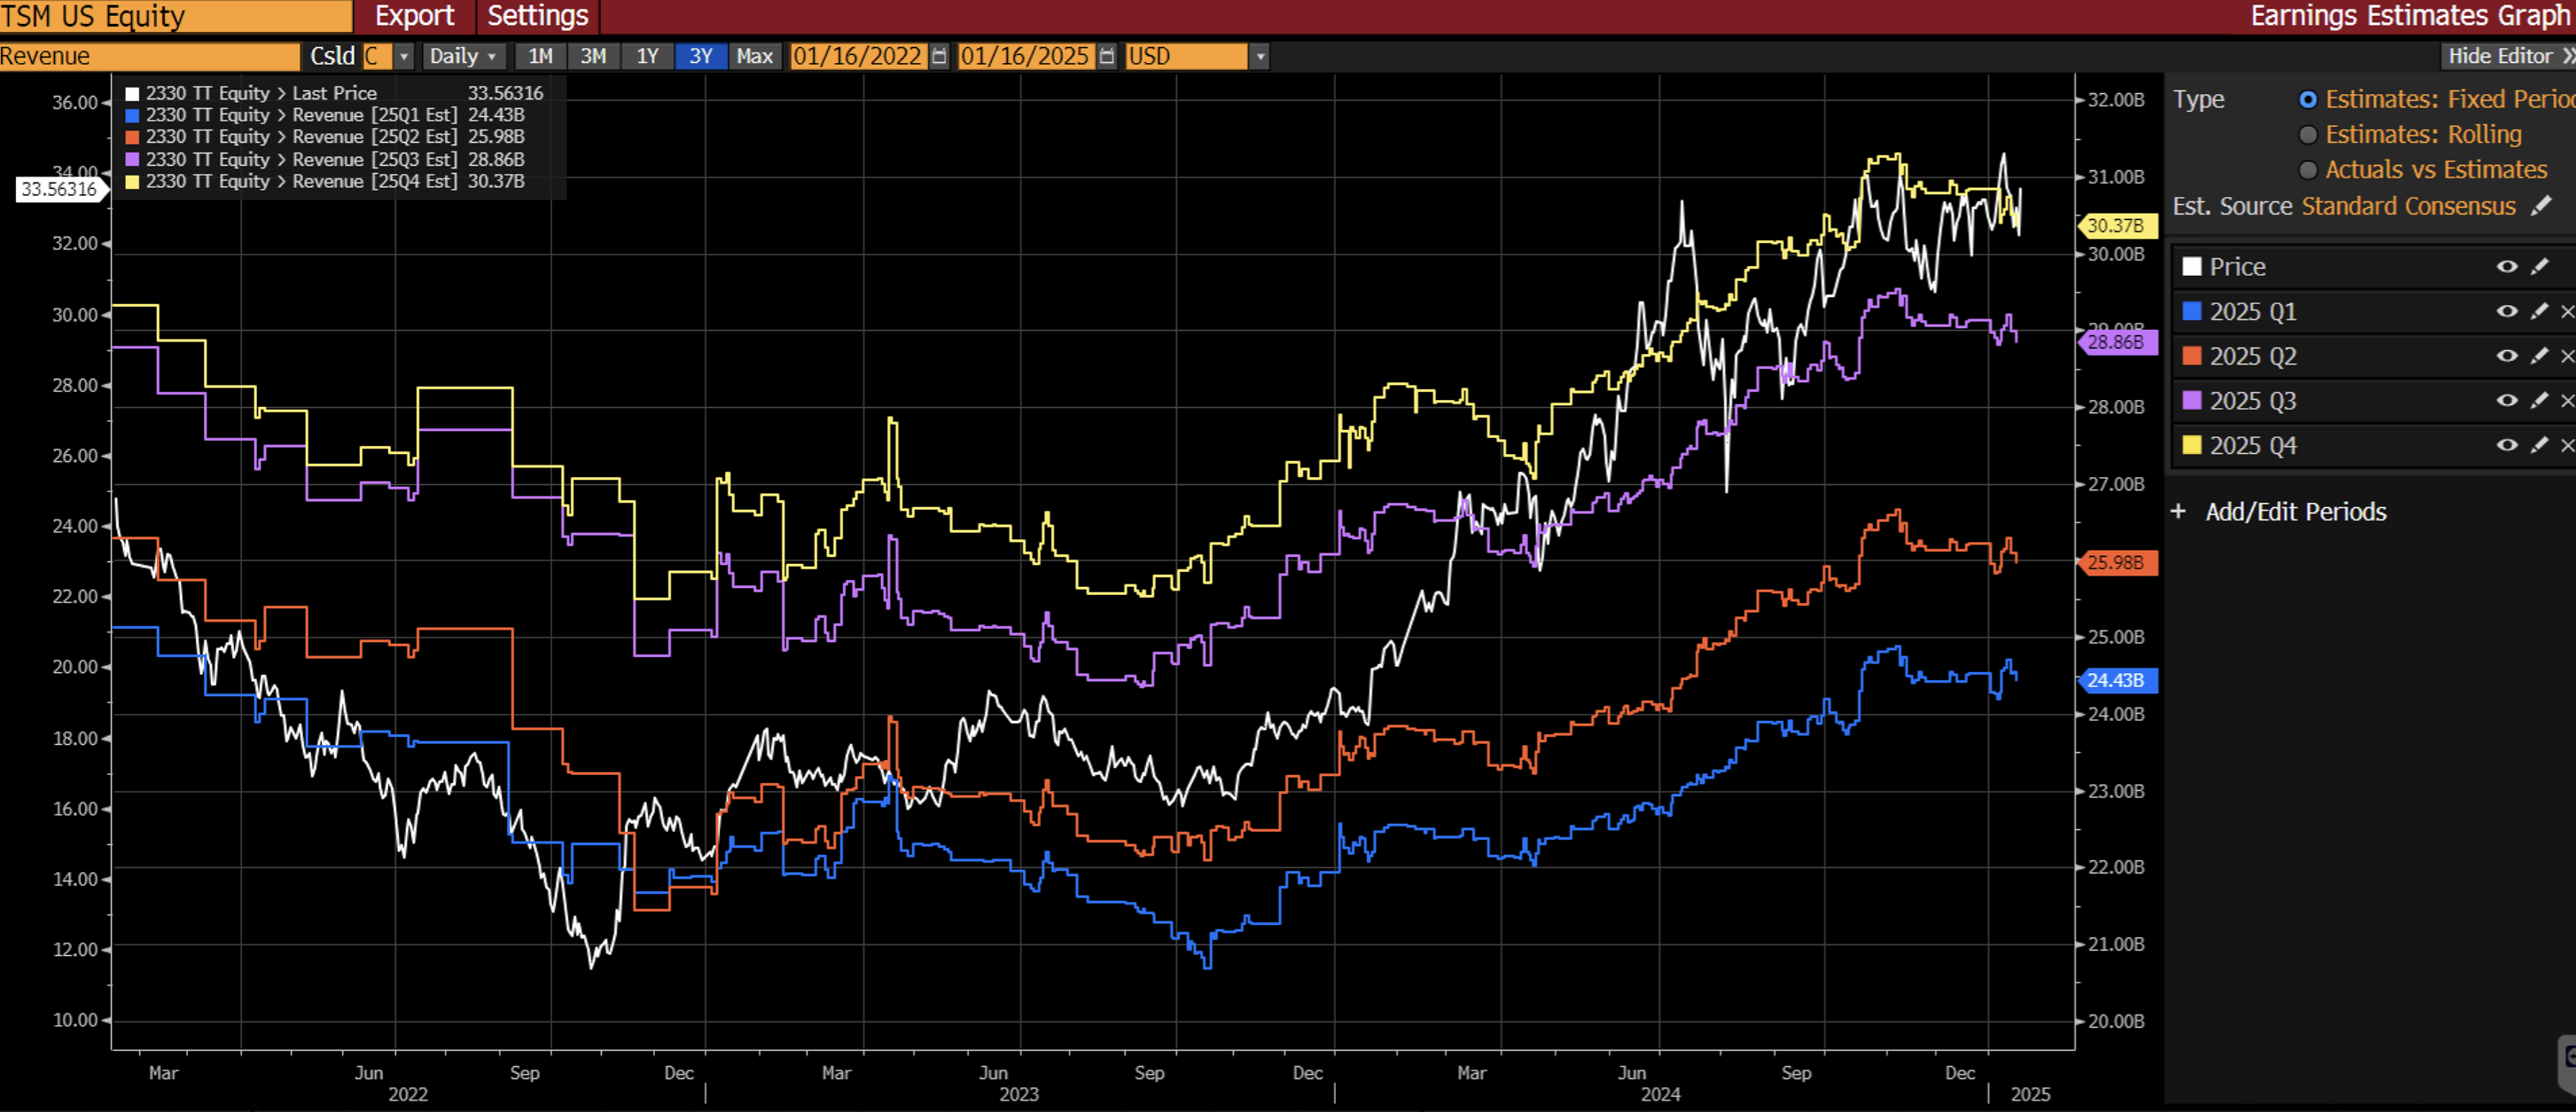 TSM US Equity Export Settings Earnings Estimates Graph
Revenue Csld C Daily 1M 3M 1Y 3Y Max 01/16/2022 01/16/2025 USD Hide Editor
2330 TT Equity > Last Price 33.56316
2330 TT Equity > Revenue [25Q1 Est] 24.43B
2330 TT Equity > Revenue [25Q2 Est] 25.98B
2330 TT Equity > Revenue [25Q3 Est] 28.86B
2330 TT Equity > Revenue [25Q4 Est] 30.37B
36.00
34.00
33.56316
32.00
30.00
28.00
26.00
24.00
22.00
20.00
18.00
16.00
14.00
12.00
10.00
32.00B
31.00B
30.37B
30.00B
29.00B
28.86B
28.00B
27.00B
25.98B
25.00B
24.43B
24.00B
23.00B
22.00B
21.00B
20.00B
Mar Jun Sep Dec Mar Jun Sep Dec Mar Jun Sep Dec
2022 2023 2024 2025
Type Estimates: Fixed Perio
Estimates: Rolling
Actuals vs Estimates
Est. Source Standard Consensus
Price
2025 Q1
2025 Q2
2025 Q3
2025 Q4
+ Add/Edit Periods